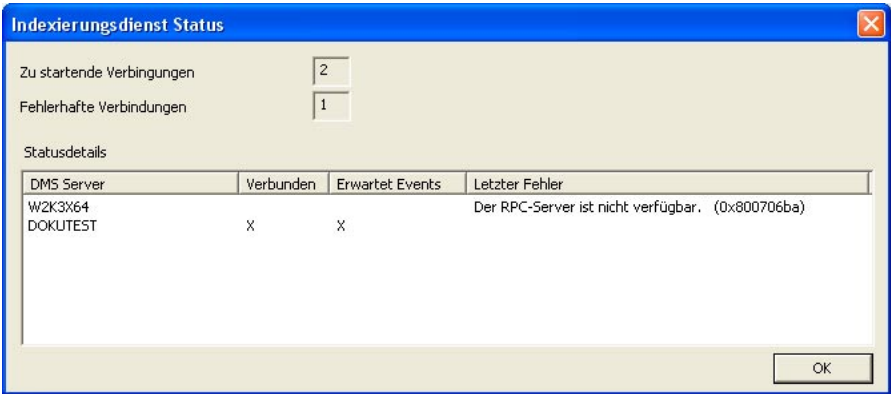 Indexierungsdienst Status
Zu startende Verbingungen 2
Fehlerhafte Verbindungen 1
Statusdetails
DMS Server Verbunden Erwartet Events Letzter Fehler
W2K3X64 Der RPC-Server ist nicht verfügbar. (0x800706ba)
DOKUTEST X X
OK